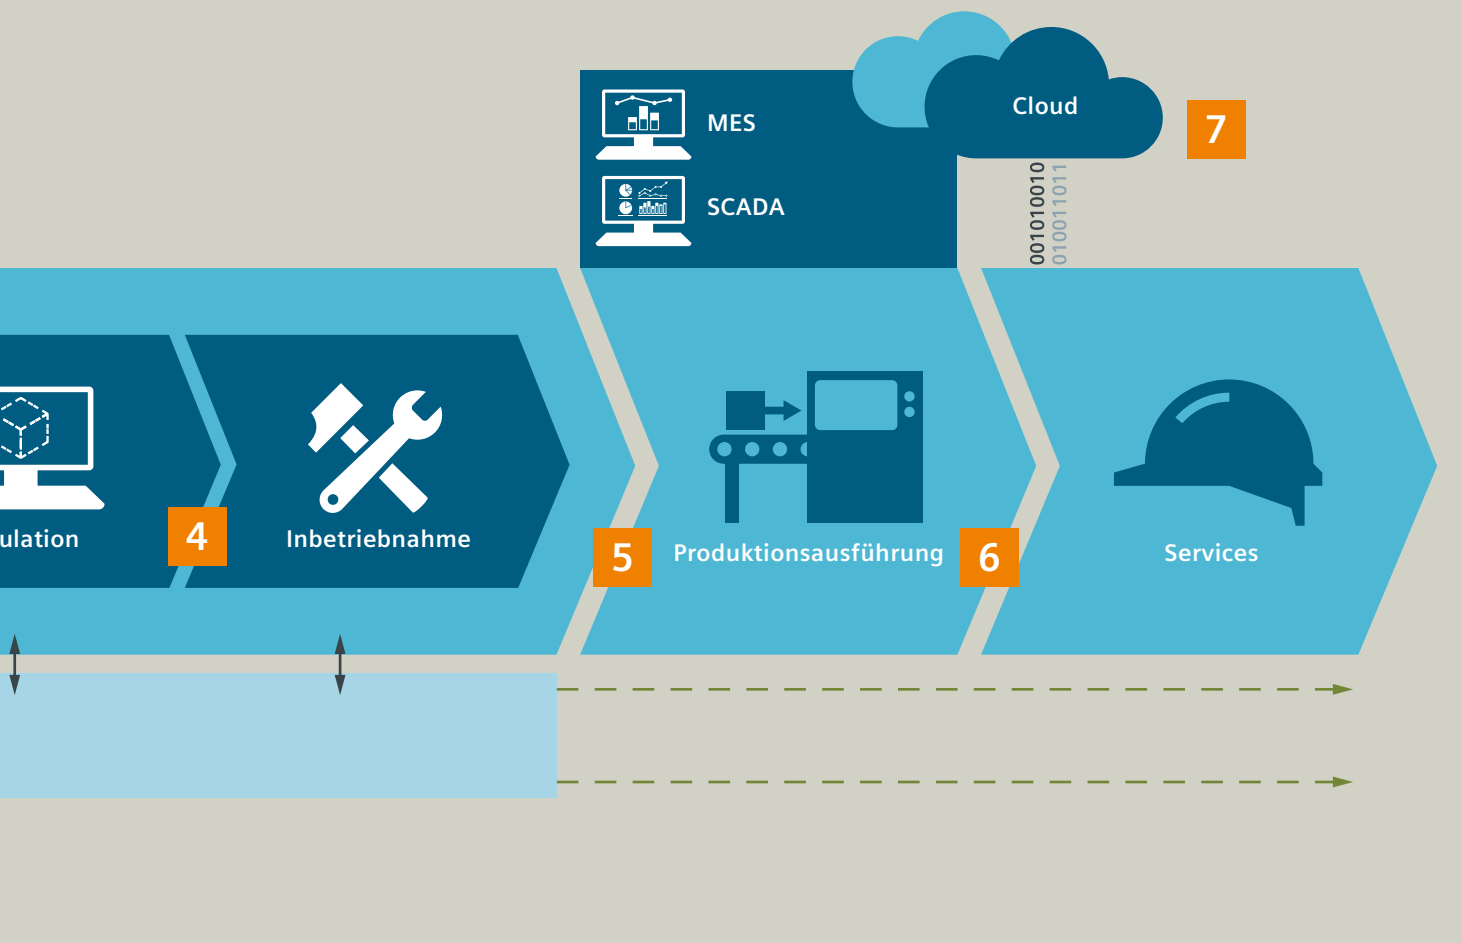 Cloud
7
MES
SCADA
001010010
010011011
ulation
4
Inbetriebnahme
5
Produktionsausführung
6
Services